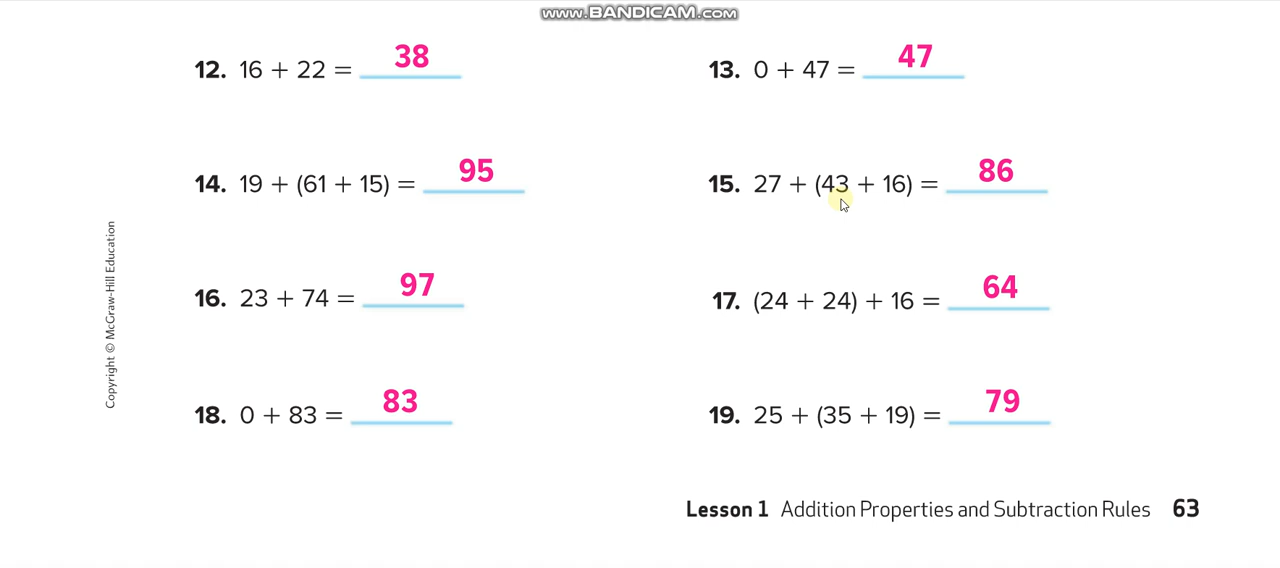 www.BANDICAM.com
12. 16 + 22 = 38
13. 0 + 47 = 47
14. 19 + (61 + 15) = 95
15. 27 + (43 + 16) = 86
16. 23 + 74 = 97
17. (24 + 24) + 16 = 64
18. 0 + 83 = 83
19. 25 + (35 + 19) = 79
Copyright © McGraw-Hill Education
Lesson 1 Addition Properties and Subtraction Rules 63